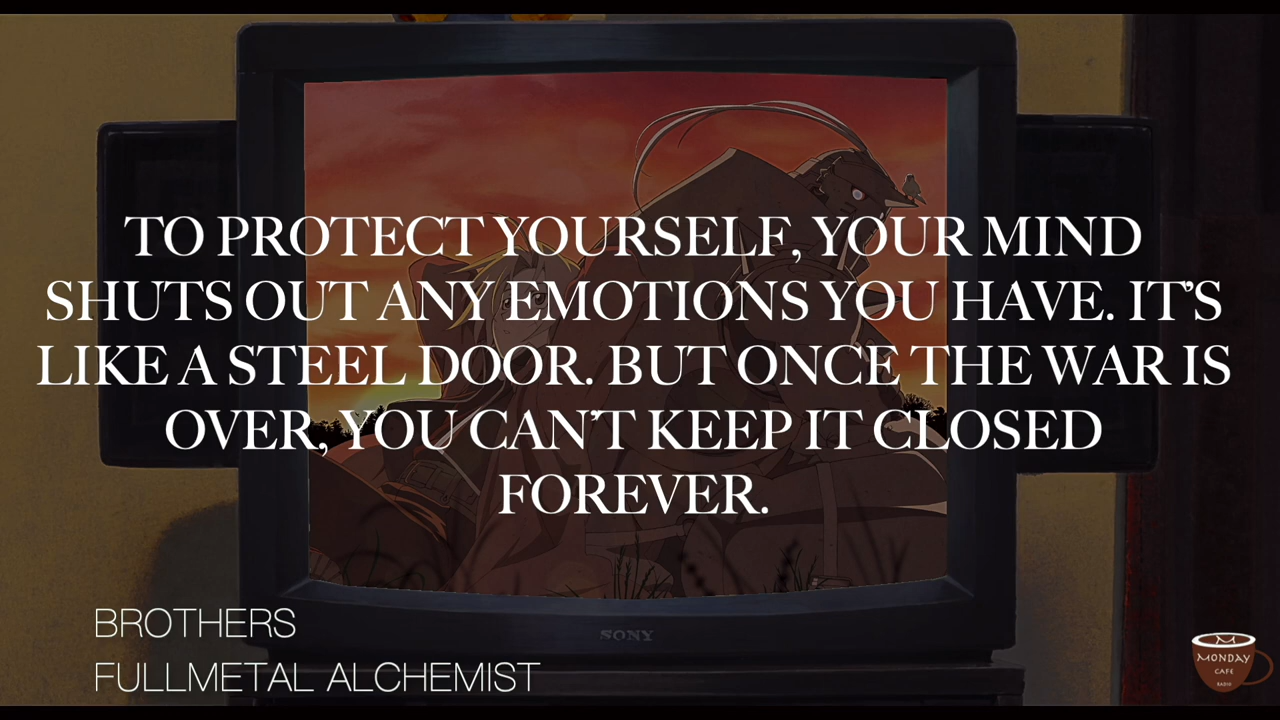 TO PROTECT YOURSELF, YOUR MIND
SHUTS OUT ANY EMOTIONS YOU HAVE. IT'S
LIKE A STEEL DOOR. BUT ONCE THE WAR IS
OVER, YOU CAN'T KEEP IT CLOSED
FOREVER.
SONY
BROTHERS
FULLMETAL ALCHEMIST
M
MONDAY
CAFE
RADIO